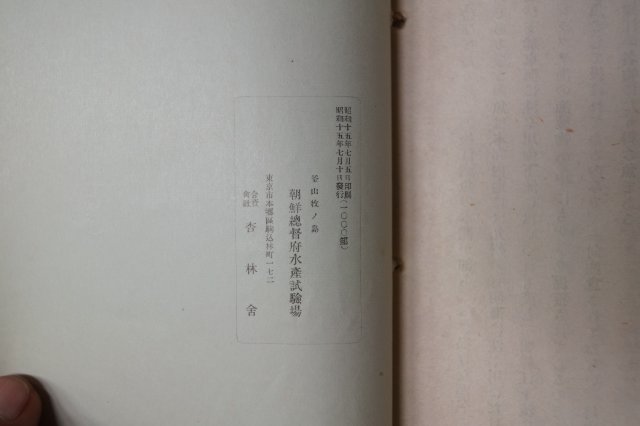 昭和十五年七月五日印刷
昭和十五年七月十日發行(一〇〇〇部)
釜山牧ノ島
朝鮮總督府水產試驗場
東京市本鄕區駒込林町一七二
合資會社 杏林舍